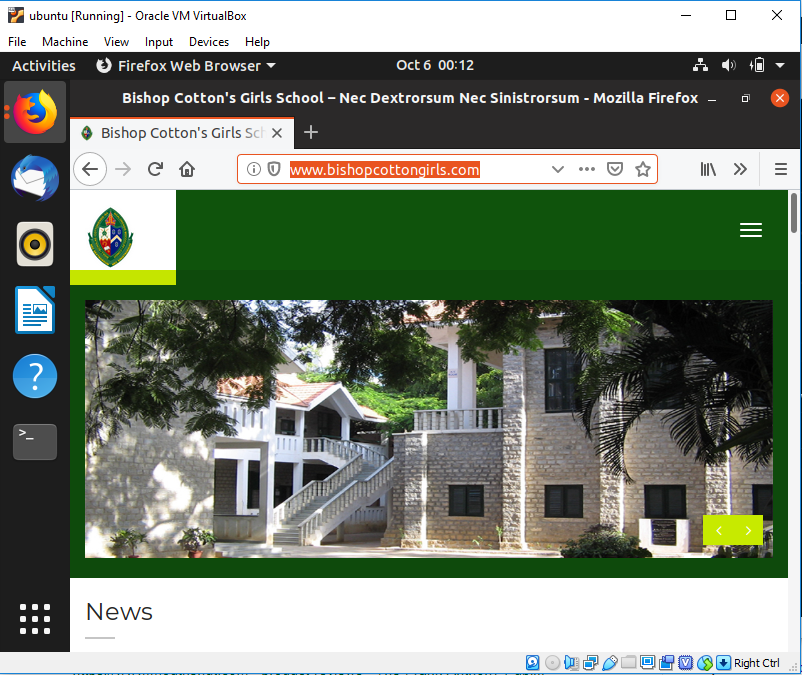 ubuntu [Running] - Oracle VM VirtualBox
File Machine View Input Devices Help
Activities Firefox Web Browser Oct 6 00:12
Bishop Cotton's Girls School – Nec Dextrorsum Nec Sinistrorsum - Mozilla Firefox
Bishop Cotton's Girls Sch
www.bishopcottongirls.com
News
Right Ctrl